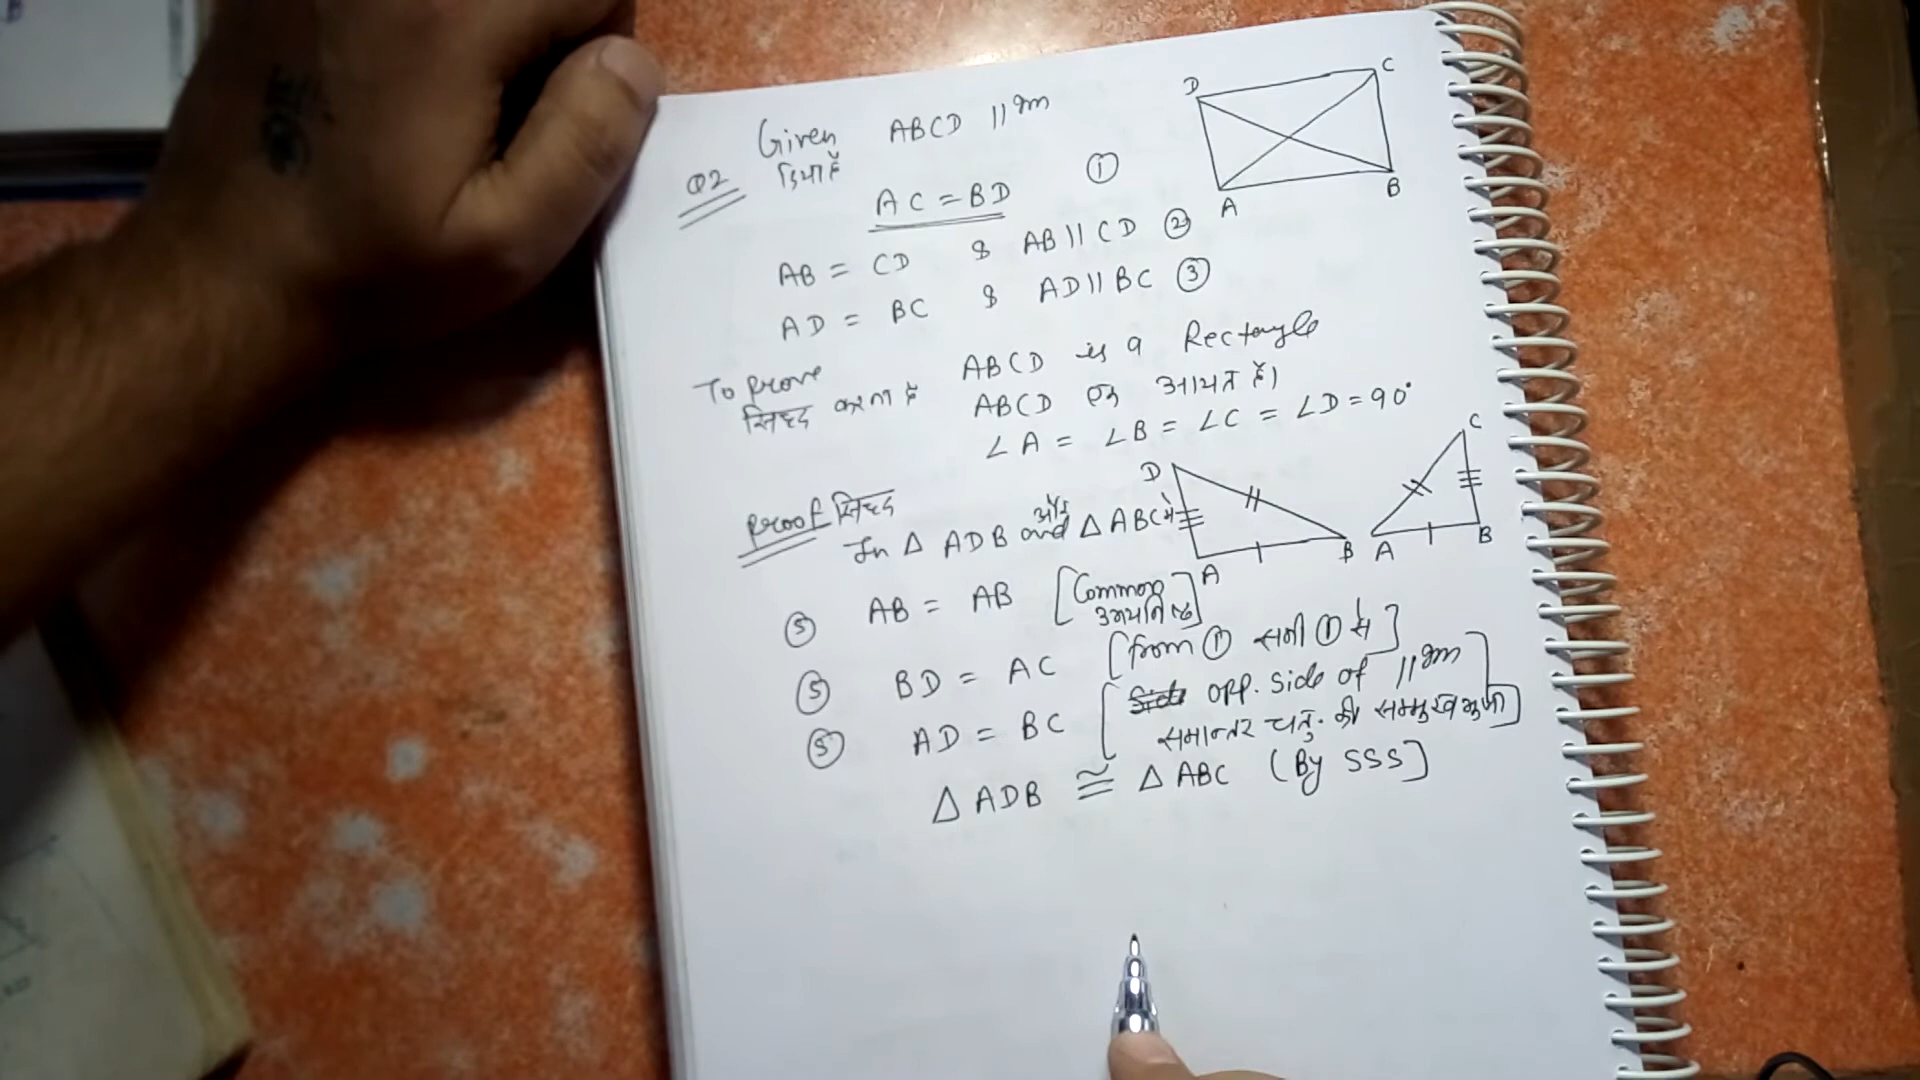 Q2 Given ABCD ||gm
दिया है
AC = BD ①
AB = CD & AB || CD ②
AD = BC & AD || BC ③
To prove ABCD is a Rectangle
सिद्ध करना है ABCD एक आयत है।
∠A = ∠B = ∠C = ∠D = 90°
Proof सिद्ध
In △ ADB and और △ ABC में
Ⓢ AB = AB [Common
उभयनिष्ठ]
Ⓢ BD = AC [from ① समी ① से]
Ⓢ AD = BC [opp. side of ||gm]
समान्तर चतु. की सम्मुख भुजा]
△ ADB ≅ △ ABC (By SSS]
D
C
A
B
D
A
B
C
A
B